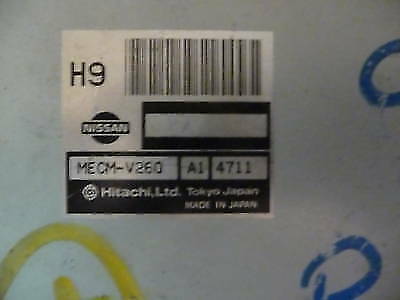 H9
NISSAN
MECM-V260 A1 4711
Hitachi,Ltd. Tokyo Japan
MADE IN JAPAN